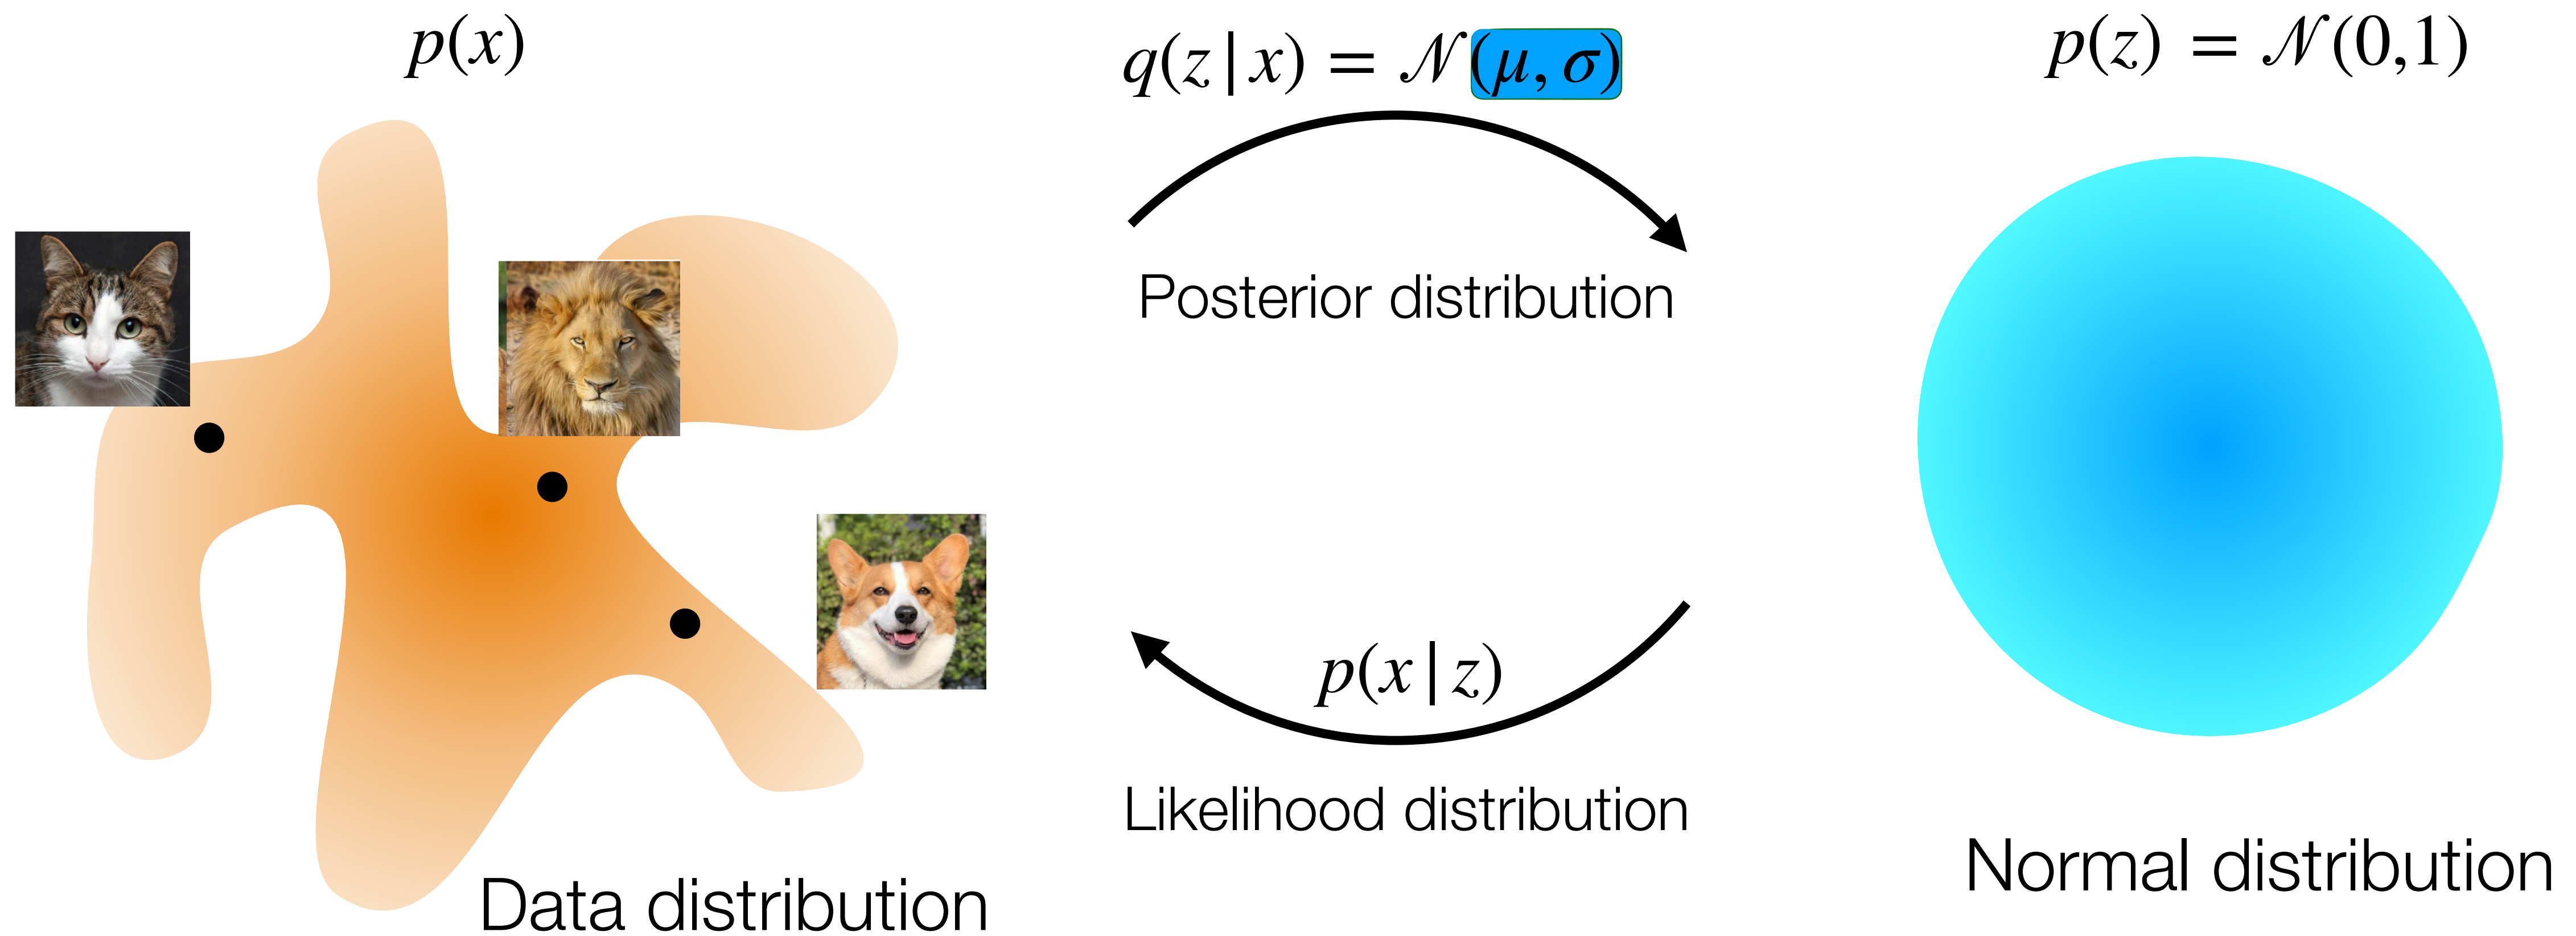 p(x)
q(z|x) = 𝒩(μ, σ)
p(z) = 𝒩(0,1)
Posterior distribution
p(x|z)
Likelihood distribution
Data distribution
Normal distribution